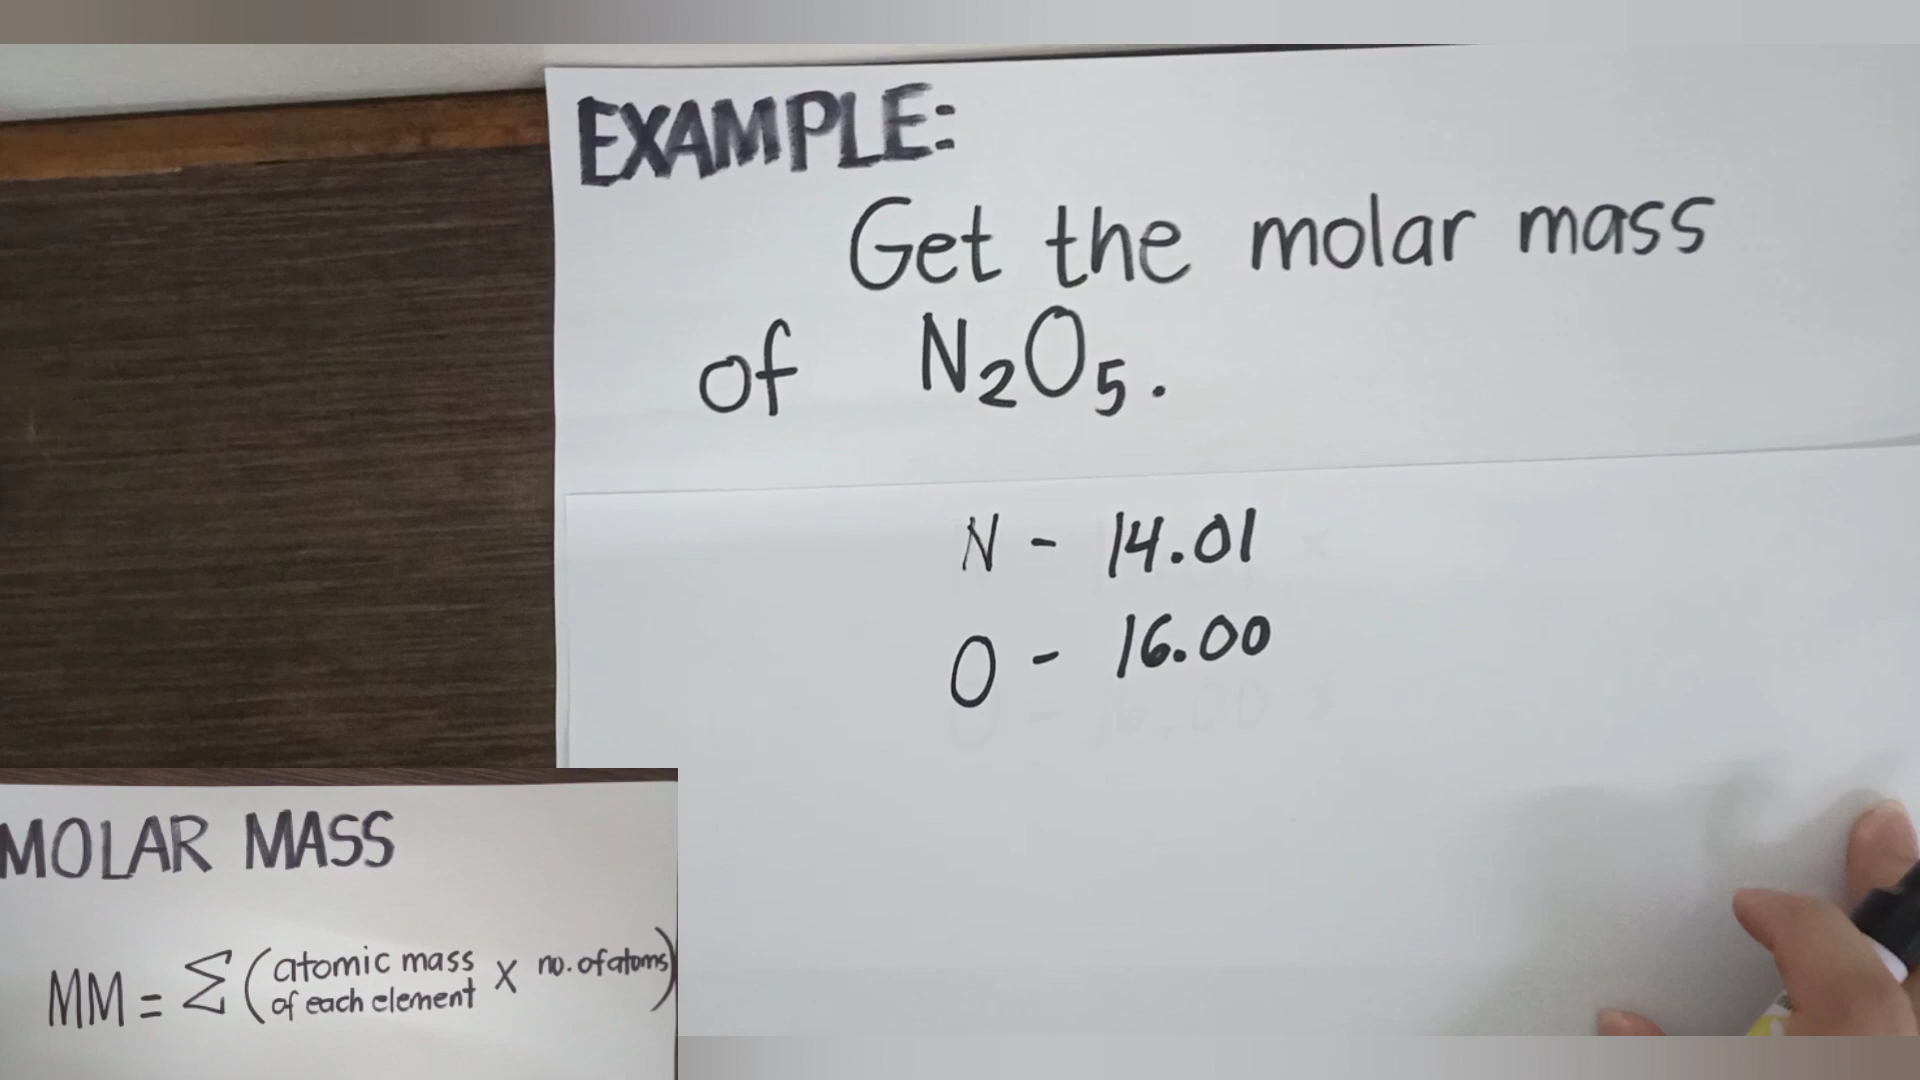 EXAMPLE:
Get the molar mass
of N₂O₅.
N - 14.01
O - 16.00
MOLAR MASS
MM = Σ (atomic mass of each element x no. of atoms)